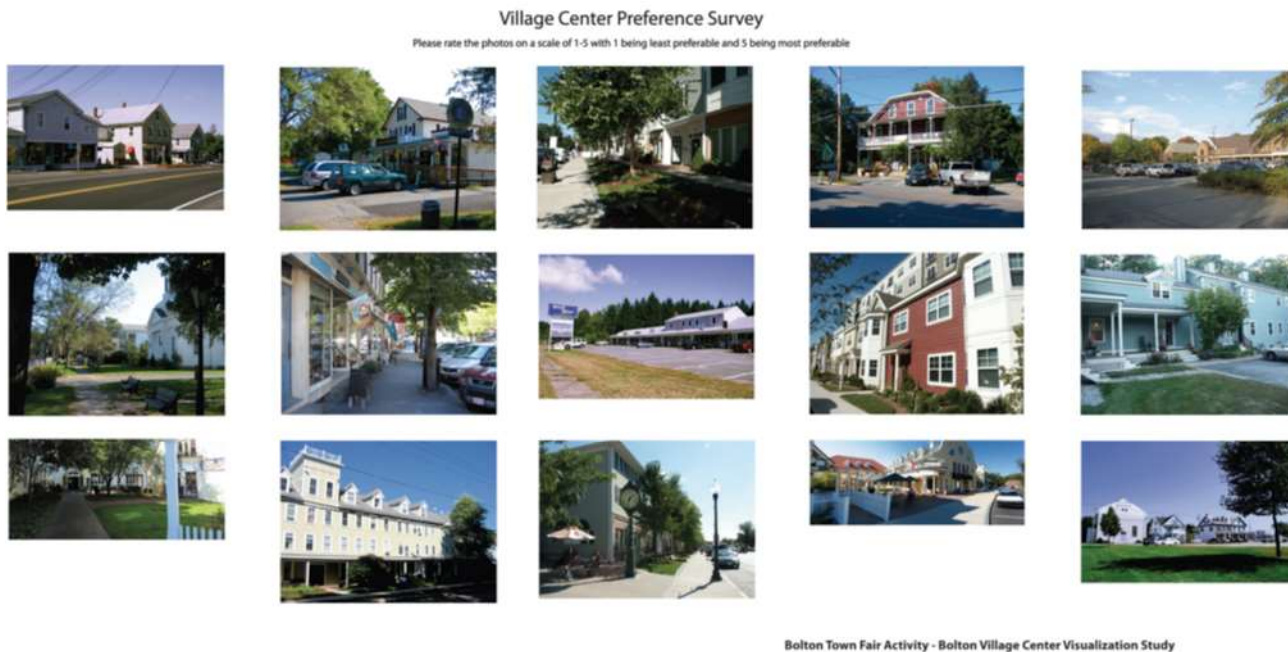 Village Center Preference Survey
Please rate the photos on a scale of 1-5 with 1 being least preferable and 5 being most preferable
Bolton Town Fair Activity - Bolton Village Center Visualization Study